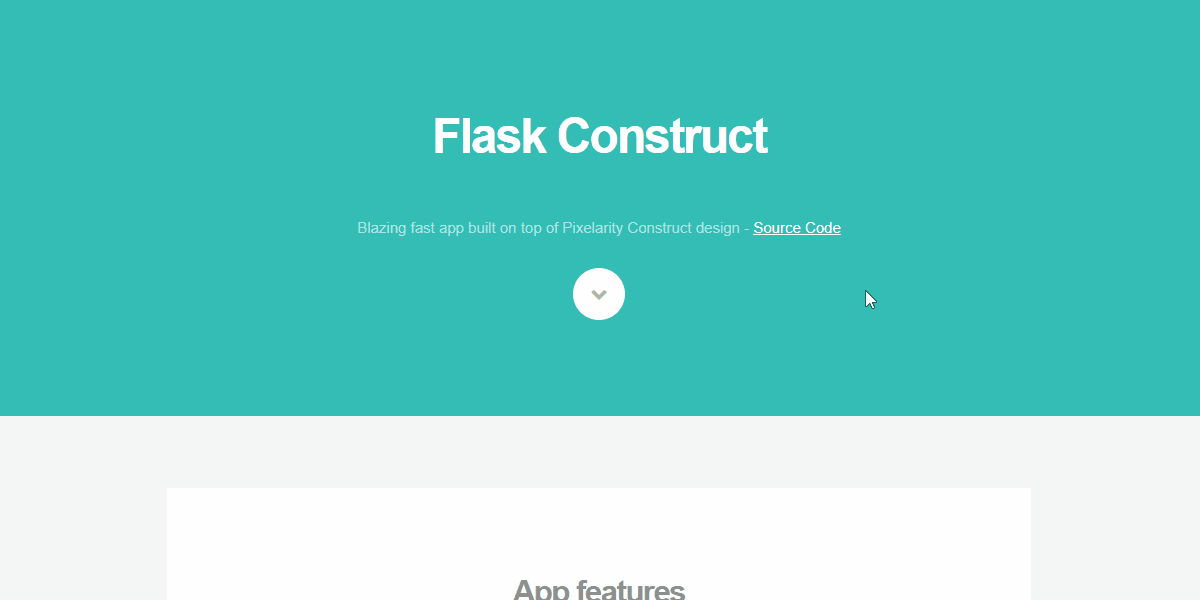 Flask Construct
Blazing fast app built on top of Pixelarity Construct design - Source Code
App features